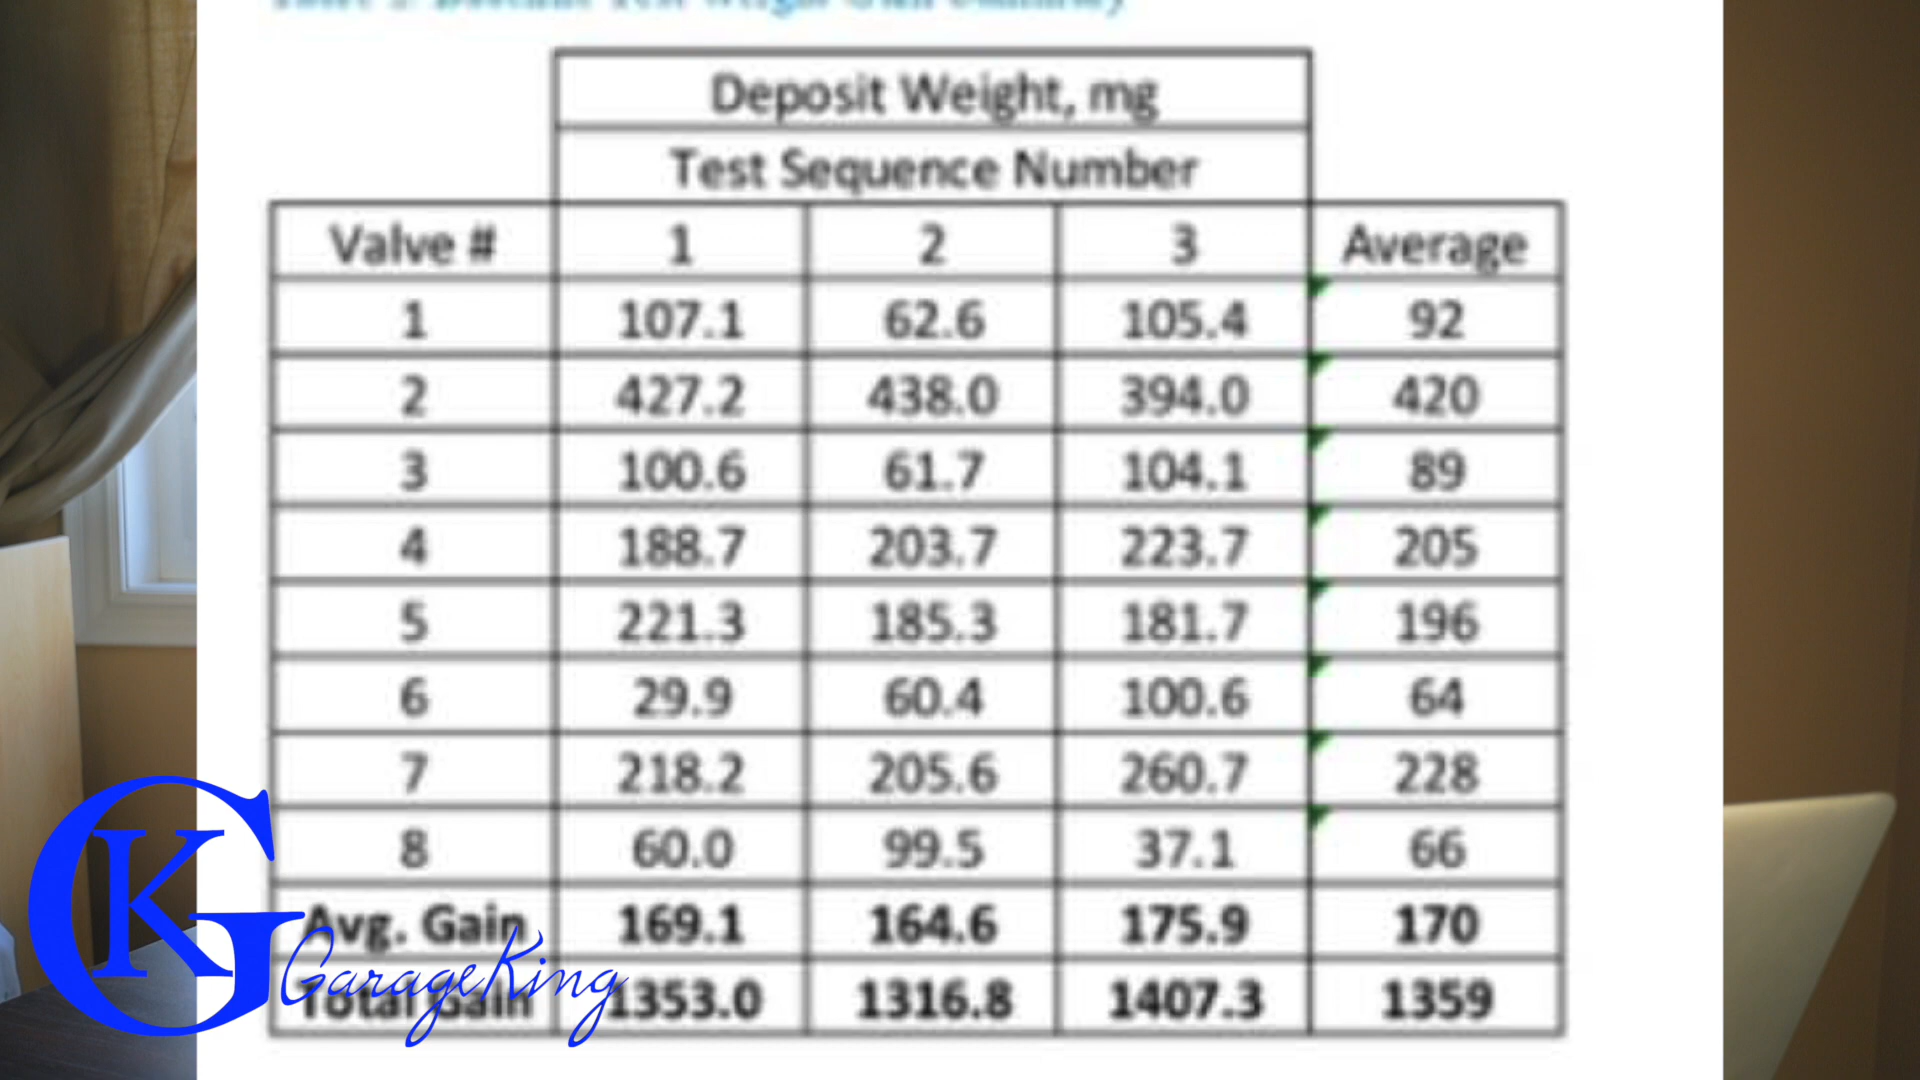 Deposit Weight, mg
Test Sequence Number
Valve # 1 2 3 Average
1 107.1 62.6 105.4 92
2 427.2 438.0 394.0 420
3 100.6 61.7 104.1 89
4 188.7 203.7 223.7 205
5 221.3 185.3 181.7 196
6 29.9 60.4 100.6 64
7 218.2 205.6 260.7 228
8 60.0 99.5 37.1 66
Avg. Gain 169.1 164.6 175.9 170
Total Gain 1353.0 1316.8 1407.3 1359
GK
GarageKing